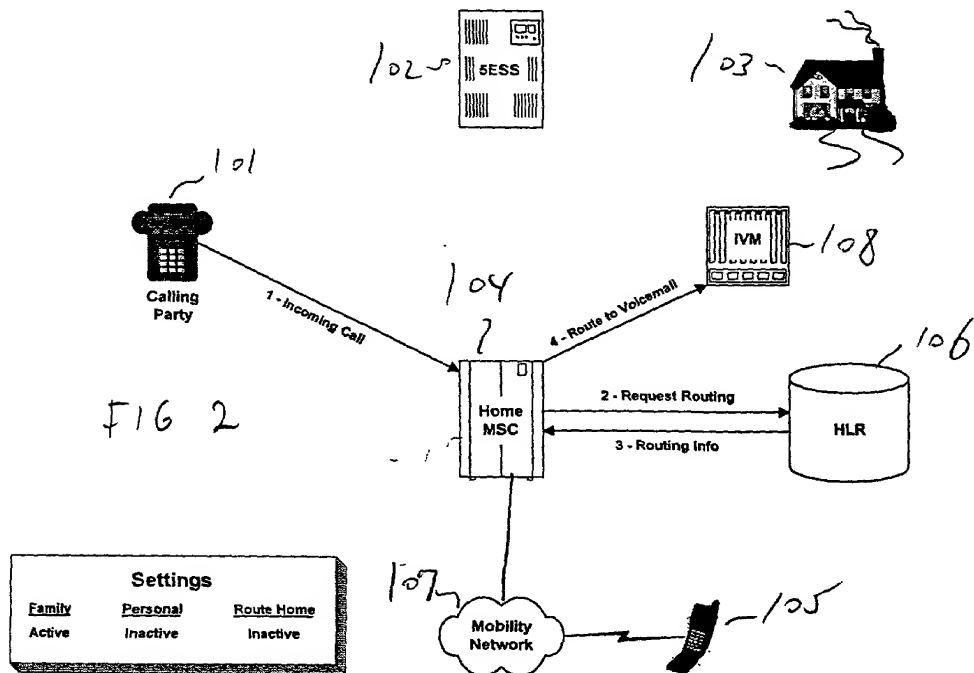 102
5ESS
103
101
Calling
Party
1 - Incoming Call
104
IVM
108
4 - Route to Voicemail
106
Home
MSC
2 - Request Routing
3 - Routing Info
HLR
FIG 2
Settings
Family Personal Route Home
Active Inactive Inactive
107
Mobility
Network
105